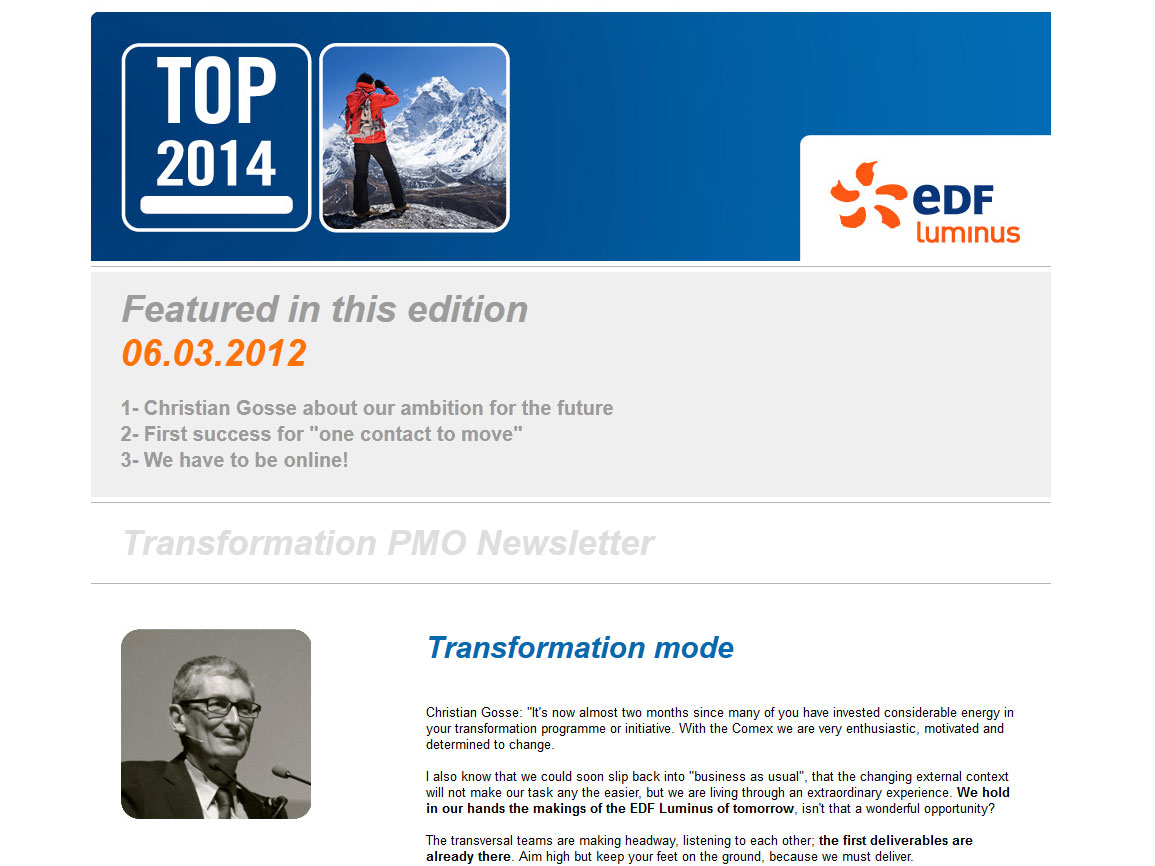 TOP
2014
eDF
luminus
Featured in this edition
06.03.2012
1- Christian Gosse about our ambition for the future
2- First success for "one contact to move"
3- We have to be online!
Transformation PMO Newsletter
Transformation mode
Christian Gosse: "It's now almost two months since many of you have invested considerable energy in
your transformation programme or initiative. With the Comex we are very enthusiastic, motivated and
determined to change.
I also know that we could soon slip back into "business as usual", that the changing external context
will not make our task any the easier, but we are living through an extraordinary experience. We hold
in our hands the makings of the EDF Luminus of tomorrow, isn't that a wonderful opportunity?
The transversal teams are making headway, listening to each other; the first deliverables are
already there. Aim high but keep your feet on the ground, because we must deliver.